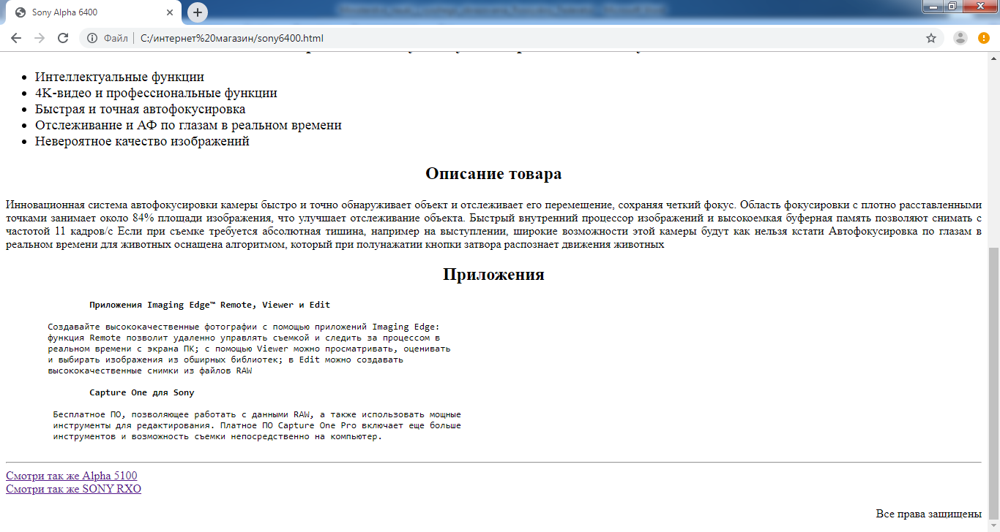 Sony Alpha 6400
Файл
C:/интернет%20магазин/sony6400.html
Интеллектуальные функции
4K-видео и профессиональные функции
Быстрая и точная автофокусировка
Отслеживание и АФ по глазам в реальном времени
Невероятное качество изображений
Описание товара
Инновационная система автофокусировки камеры быстро и точно обнаруживает объект и отслеживает его перемещение, сохраняя четкий фокус. Область фокусировки с плотно расставленными
точками занимает около 84% площади изображения, что улучшает отслеживание объекта. Быстрый внутренний процессор изображений и высокоемкая буферная память позволяют снимать с
частотой 11 кадров/с Если при съемке требуется абсолютная тишина, например на выступлении, широкие возможности этой камеры будут как нельзя кстати Автофокусировка по глазам в
реальном времени для животных оснащена алгоритмом, который при полунажатии кнопки затвора распознает движения животных
Приложения
Приложения Imaging Edge™ Remote, Viewer и Edit
Создавайте высококачественные фотографии с помощью приложений Imaging Edge:
функция Remote позволит удаленно управлять съемкой и следить за процессом в
реальном времени с экрана ПК; с помощью Viewer можно просматривать, оценивать
и выбирать изображения из обширных библиотек; в Edit можно создавать
высококачественные снимки из файлов RAW
Capture One для Sony
Бесплатное ПО, позволяющее работать с данными RAW, а также использовать мощные
инструменты для редактирования. Платное ПО Capture One Pro включает еще больше
инструментов и возможность съемки непосредственно на компьютер.
Смотри так же Alpha 5100
Смотри так же SONY RXO
Все права защищены